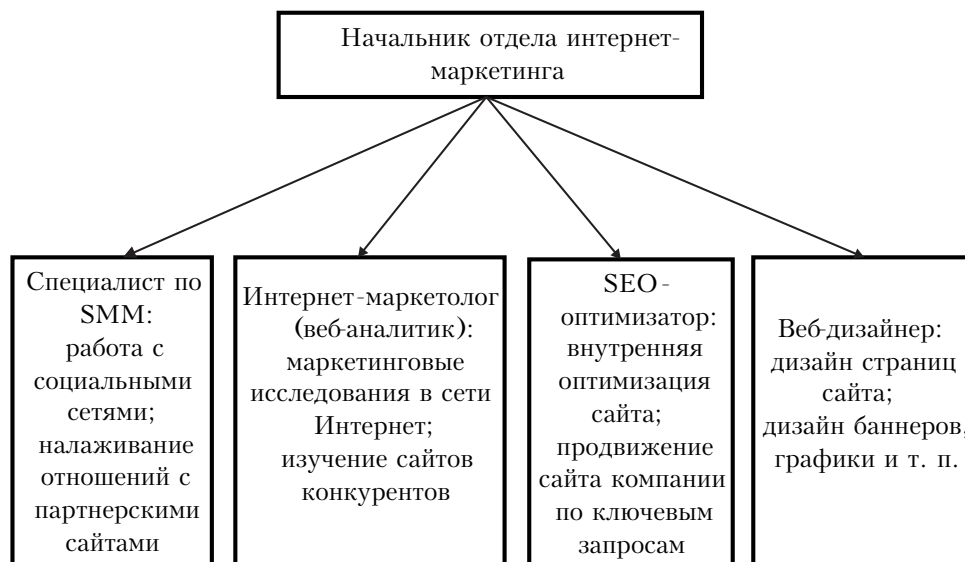 Начальник отдела интернет-
маркетинга
Специалист по
SMM:
работа с
социальными
сетями;
налаживание
отношений с
партнерскими
сайтами
Интернет-маркетолог
(веб-аналитик):
маркетинговые
исследования в сети
Интернет;
изучение сайтов
конкурентов
SEO-
оптимизатор:
внутренняя
оптимизация
сайта;
продвижение
сайта компании
по ключевым
запросам
Веб-дизайнер:
дизайн страниц
сайта;
дизайн баннеров,
графики и т. п.